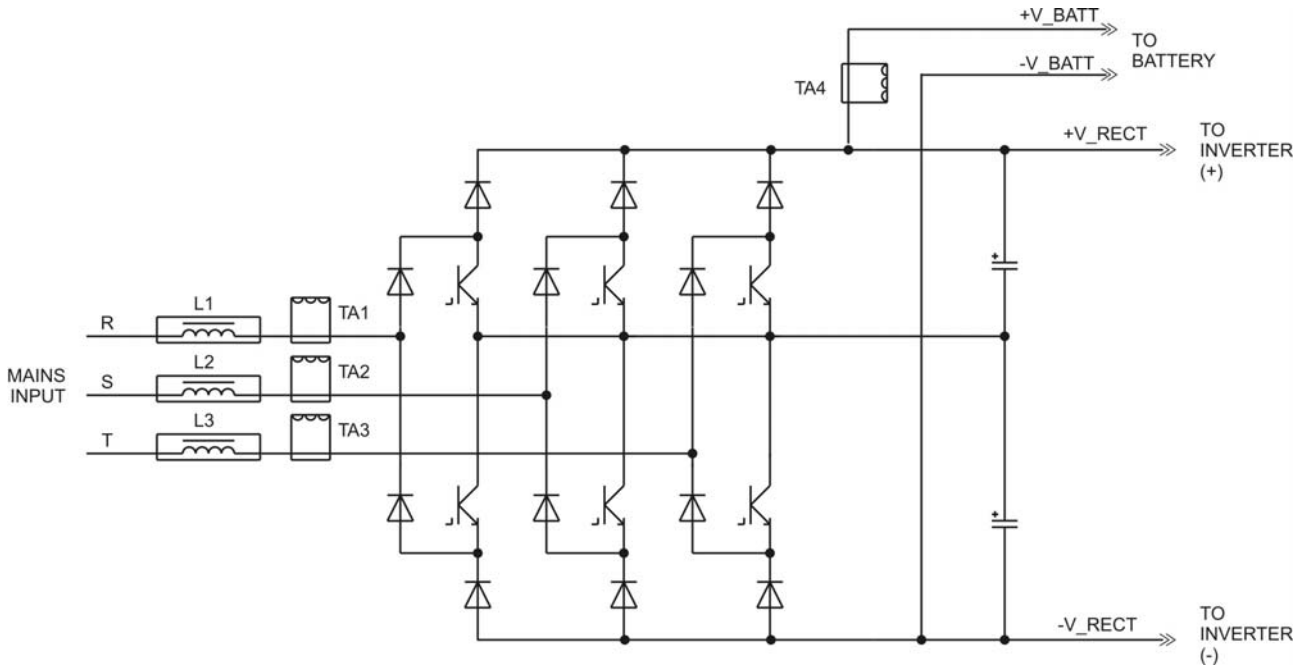 +V_BATT
TO
BATTERY
-V_BATT
TA4
+V_RECT
TO
INVERTER
(+)
L1
TA1
R
L2
TA2
MAINS
INPUT
S
L3
TA3
T
-V_RECT
TO
INVERTER
(-)